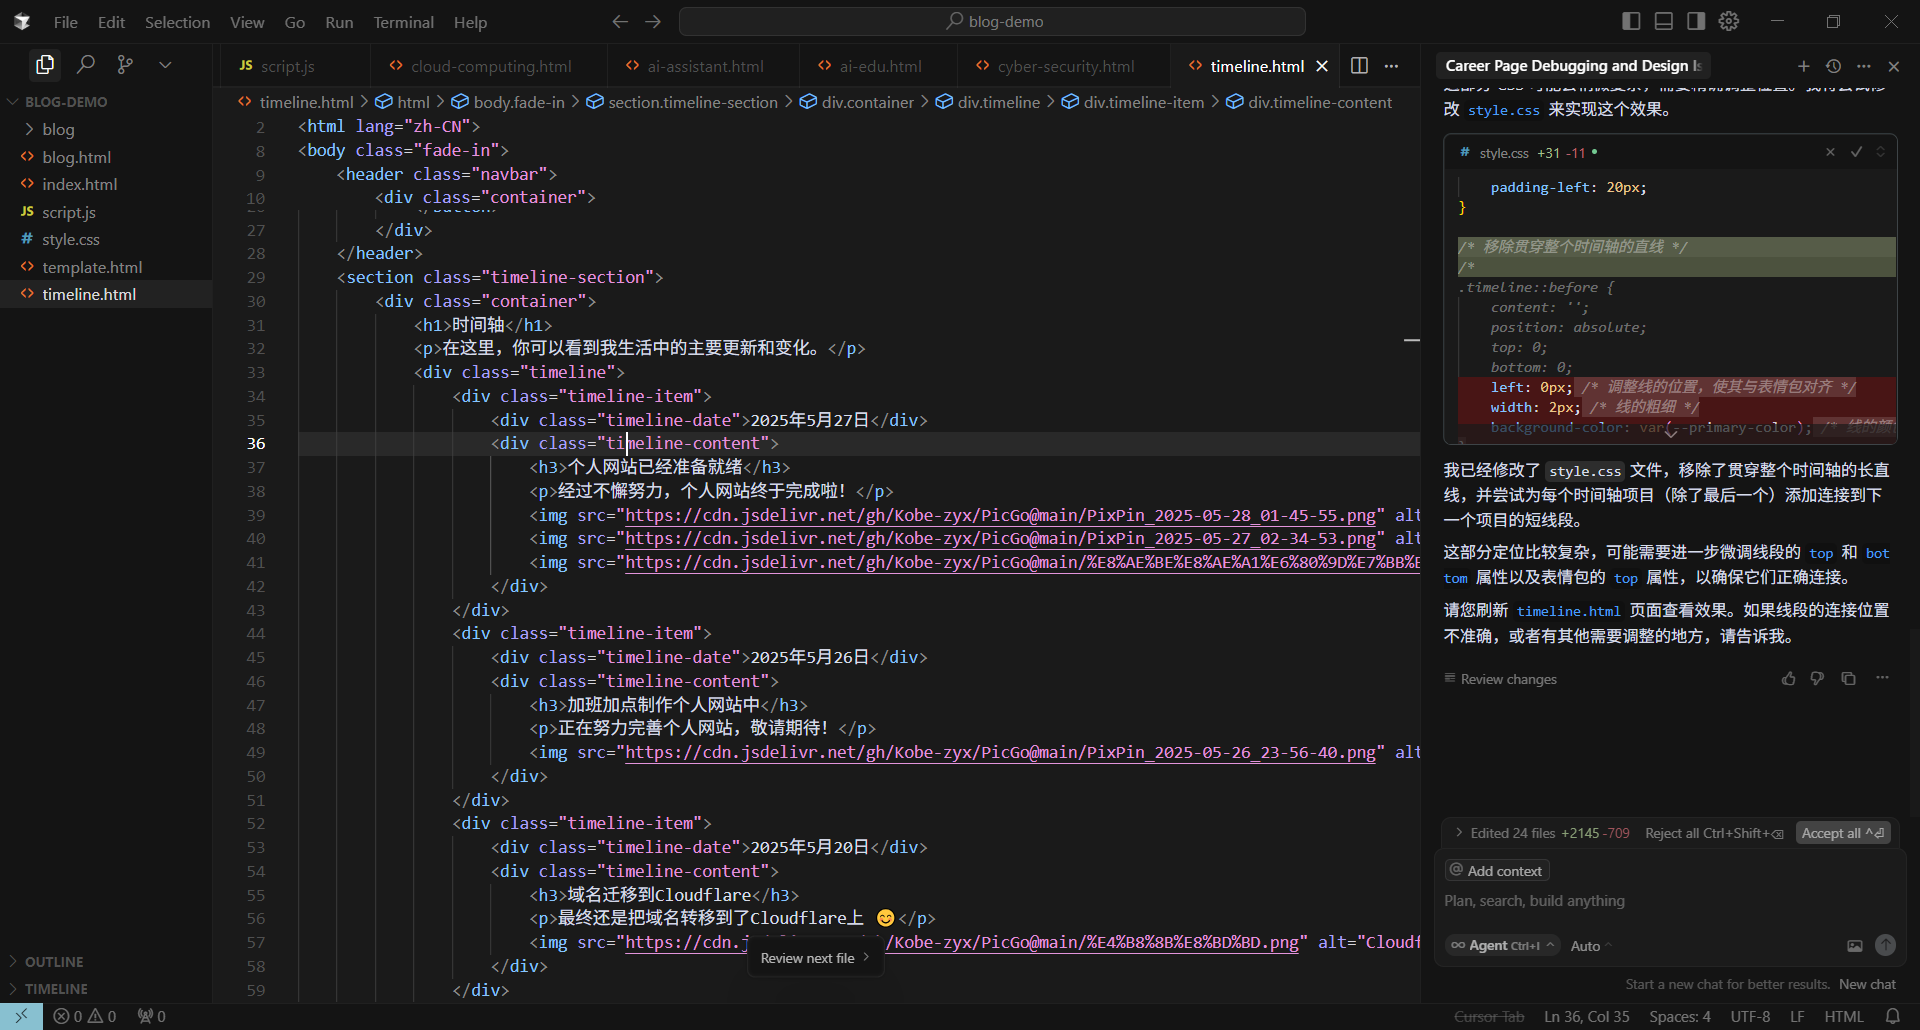 File Edit Selection View Go Run Terminal Help
blog-demo
script.js
cloud-computing.html
ai-assistant.html
ai-edu.html
cyber-security.html
timeline.html
Career Page Debugging and Design
BLOG-DEMO
blog
blog.html
index.html
JS script.js
# style.css
template.html
timeline.html
OUTLINE
TIMELINE
timeline.html > html > body.fade-in > section.timeline-section > div.container > div.timeline > div.timeline-item > div.timeline-content
2 <html lang="zh-CN">
8 <body class="fade-in">
9 <header class="navbar">
10 <div class="container">
27 </div>
28 </header>
29 <section class="timeline-section">
30 <div class="container">
31 <h1>时间轴</h1>
32 <p>在这里，你可以看到我生活中的主要更新和变化。</p>
33 <div class="timeline">
34 <div class="timeline-item">
35 <div class="timeline-date">2025年5月27日</div>
36 <div class="timeline-content">
37 <h3>个人网站已经准备就绪</h3>
38 <p>经过不懈努力，个人网站终于完成啦！</p>
39 <img src="https://cdn.jsdelivr.net/gh/Kobe-zyx/PicGo@main/PixPin_2025-05-28_01-45-55.png" alt
40 <img src="https://cdn.jsdelivr.net/gh/Kobe-zyx/PicGo@main/PixPin_2025-05-27_02-34-53.png" alt
41 <img src="https://cdn.jsdelivr.net/gh/Kobe-zyx/PicGo@main/%E8%AE%BE%E8%AE%A1%E6%80%9D%E7%BB%E
42 </div>
43 </div>
44 <div class="timeline-item">
45 <div class="timeline-date">2025年5月26日</div>
46 <div class="timeline-content">
47 <h3>加班加点制作个人网站中</h3>
48 <p>正在努力完善个人网站，敬请期待！</p>
49 <img src="https://cdn.jsdelivr.net/gh/Kobe-zyx/PicGo@main/PixPin_2025-05-26_23-56-40.png" alt
50 </div>
51 </div>
52 <div class="timeline-item">
53 <div class="timeline-date">2025年5月20日</div>
54 <div class="timeline-content">
55 <h3>域名迁移到Cloudflare</h3>
56 <p>最终还是把域名转移到了Cloudflare上 😊</p>
57 <img src="https://cdn.j /Kobe-zyx/PicGo@main/%E4%B8%8B%E8%BD%BD.png" alt="Cloudf
58 </div>
59 </div>
Review next file
改 style.css 来实现这个效果。
# style.css +31 -11
padding-left: 20px;
}
/* 移除贯穿整个时间轴的直线 */
/*
.timeline::before {
content: '';
position: absolute;
top: 0;
bottom: 0;
left: 0px; /* 调整线的位置，使其与表情包对齐 */
width: 2px; /* 线的粗细 */
background-color: var(--primary-color); /* 线的颜
我已经修改了 style.css 文件，移除了贯穿整个时间轴的长直
线，并尝试为每个时间轴项目（除了最后一个）添加连接到下
一个项目的短线段。
这部分定位比较复杂，可能需要进一步微调线段的 top 和 bot
tom 属性以及表情包的 top 属性，以确保它们正确连接。
请您刷新 timeline.html 页面查看效果。如果线段的连接位置
不准确，或者有其他需要调整的地方，请告诉我。
Review changes
Edited 24 files +2145 -709 Reject all Ctrl+Shift+⌫ Accept all ^⏎
@ Add context
Plan, search, build anything
∞ Agent Ctrl+I Auto
Start a new chat for better results. New chat
0 0 0
Cursor Tab Ln 36, Col 35 Spaces: 4 UTF-8 LF HTML